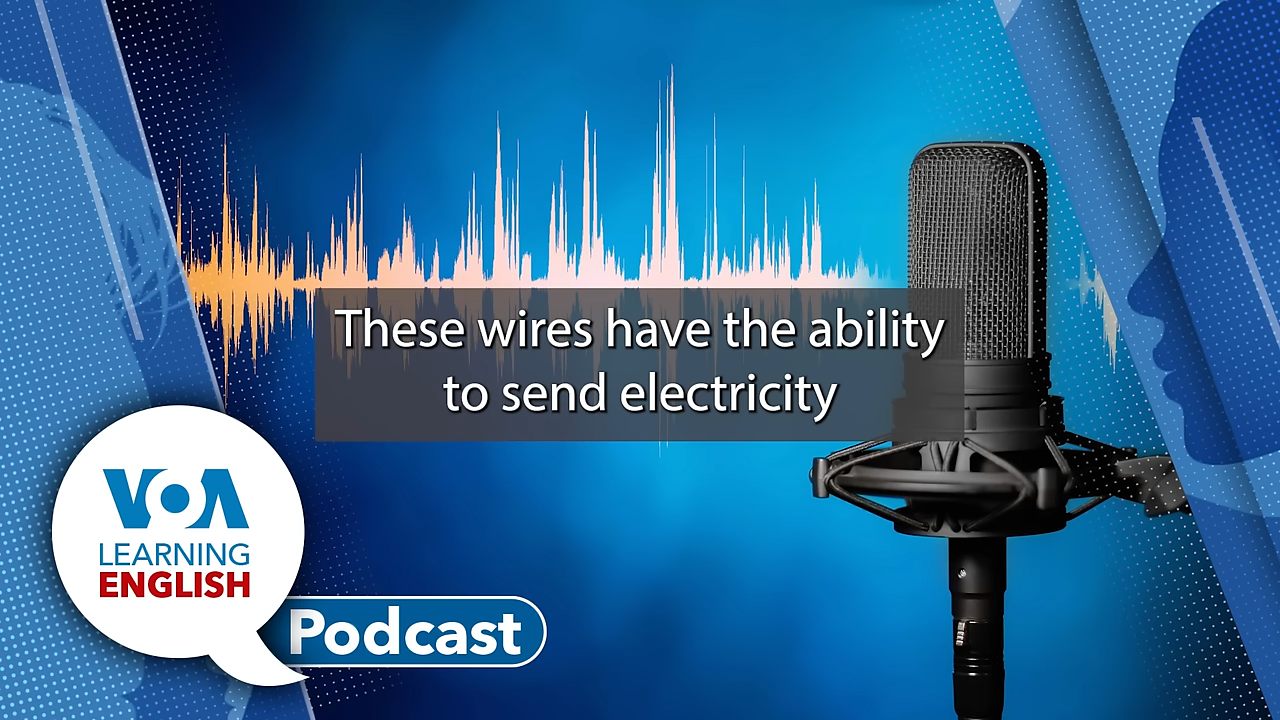 These wires have the ability
to send electricity
VOA
LEARNING
ENGLISH
Podcast